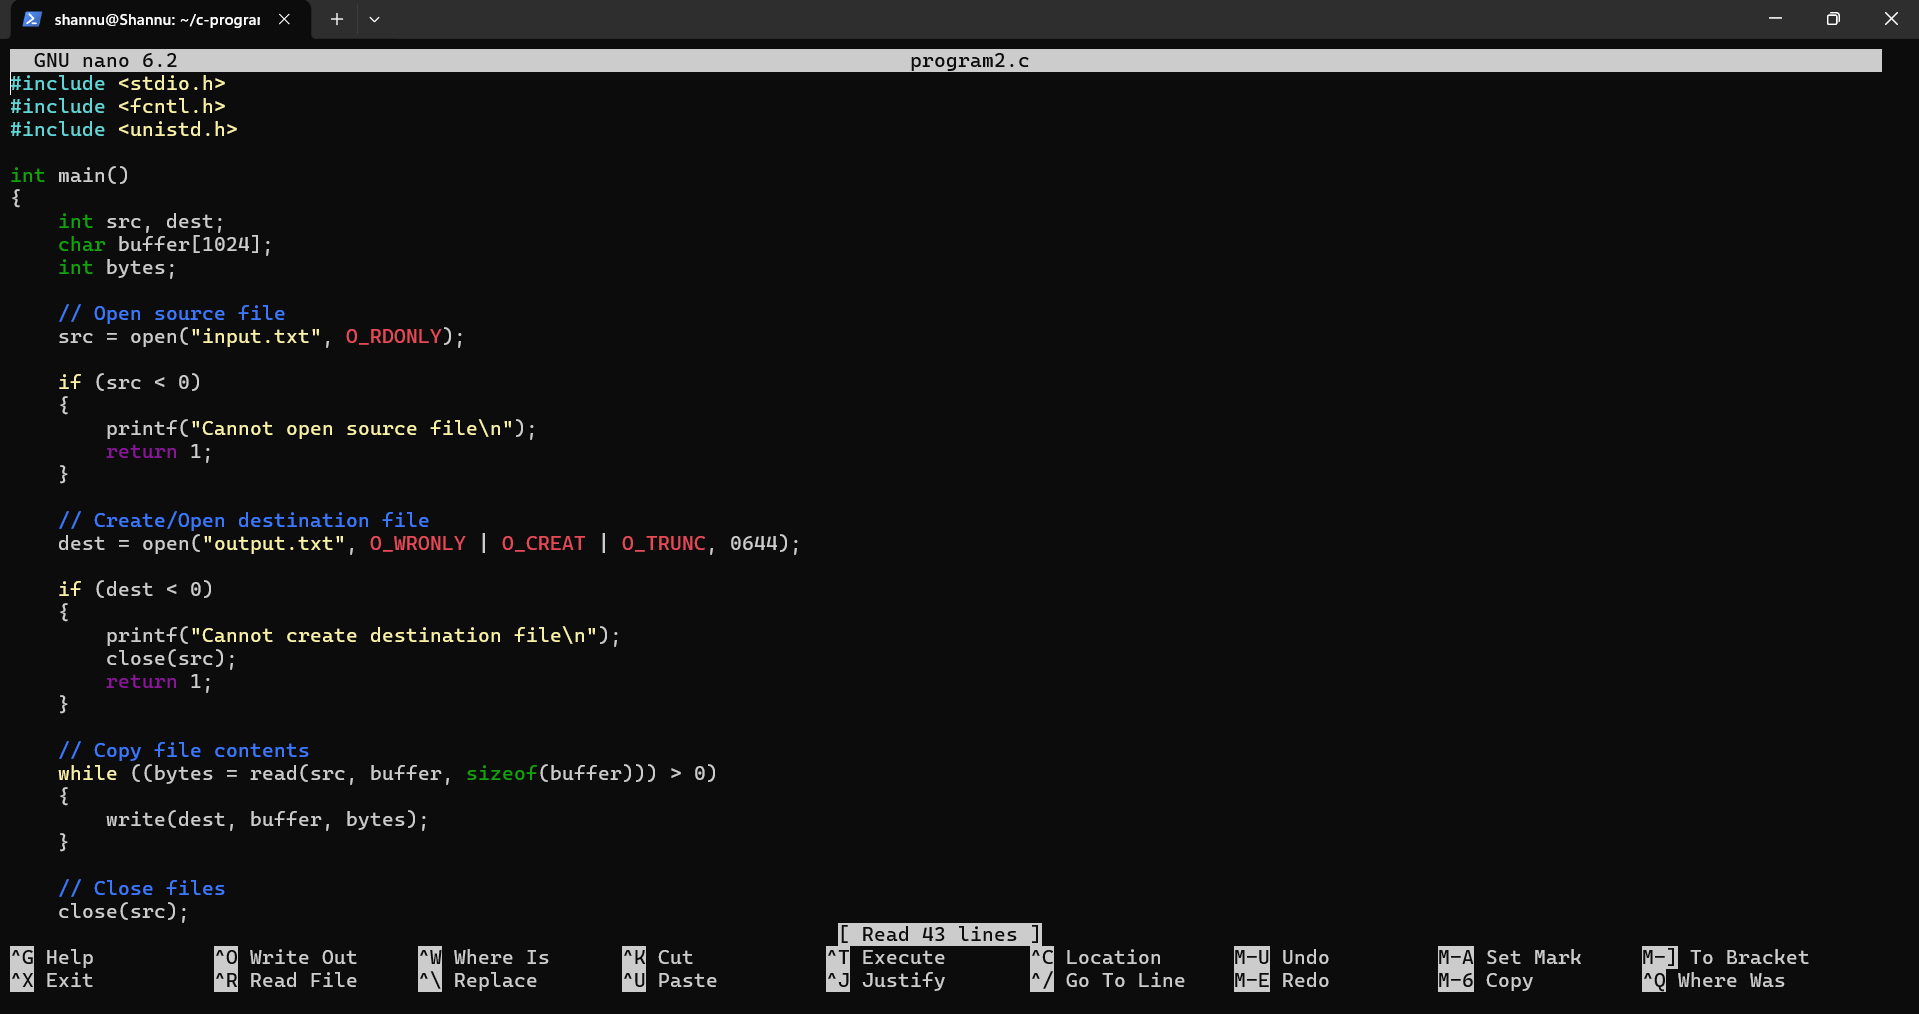 shannu@Shannu: ~/c-prograr
GNU nano 6.2 program2.c
#include <stdio.h>
#include <fcntl.h>
#include <unistd.h>
int main()
{
    int src, dest;
    char buffer[1024];
    int bytes;
    // Open source file
    src = open("input.txt", O_RDONLY);
    if (src < 0)
    {
        printf("Cannot open source file\n");
        return 1;
    }
    // Create/Open destination file
    dest = open("output.txt", O_WRONLY | O_CREAT | O_TRUNC, 0644);
    if (dest < 0)
    {
        printf("Cannot create destination file\n");
        close(src);
        return 1;
    }
    // Copy file contents
    while ((bytes = read(src, buffer, sizeof(buffer))) > 0)
    {
        write(dest, buffer, bytes);
    }
    // Close files
    close(src);
[ Read 43 lines ]
^G Help ^O Write Out ^W Where Is ^K Cut ^T Execute ^C Location M-U Undo M-A Set Mark M-] To Bracket
^X Exit ^R Read File ^\ Replace ^U Paste ^J Justify ^/ Go To Line M-E Redo M-6 Copy ^Q Where Was